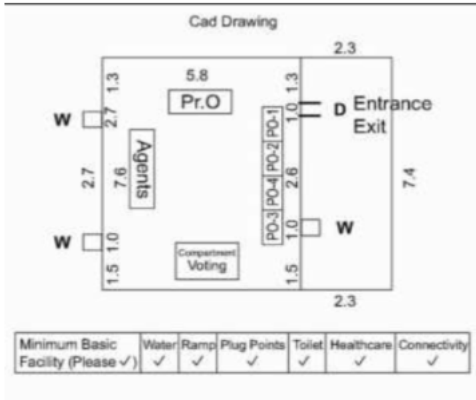 Cad Drawing
2.3
5.8
1.3
1.3
Pr.O
1.0
D Entrance
Exit
W
2.7
PO-1
Agents
PO-2
2.7
7.6
2.6
7.4
PO-4
PO-3
W
1.0
1.0
W
Compartment
Voting
1.5
1.5
2.3
Minimum Basic Facility (Please ✓)
Water
Ramp
Plug Points
Toilet
Healthcare
Connectivity
✓ ✓ ✓ ✓ ✓ ✓